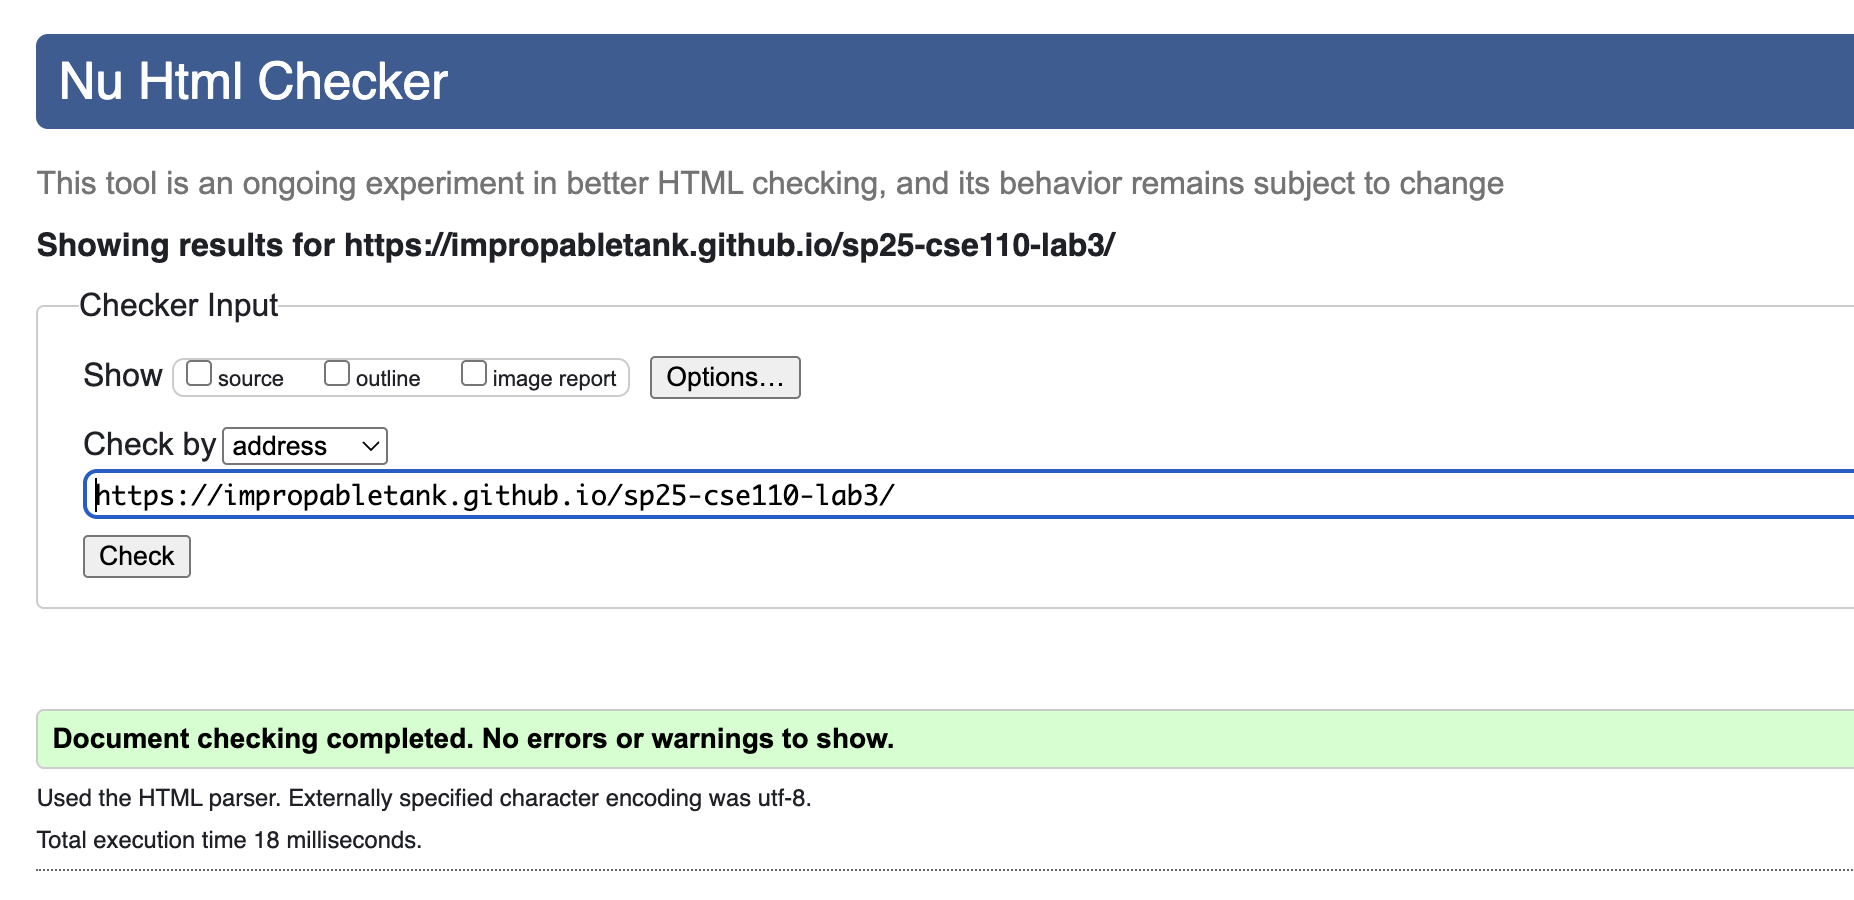 Nu Html Checker
This tool is an ongoing experiment in better HTML checking, and its behavior remains subject to change
Showing results for https://impropabletank.github.io/sp25-cse110-lab3/
Checker Input
Show source outline image report Options...
Check by address
https://impropabletank.github.io/sp25-cse110-lab3/
Check
Document checking completed. No errors or warnings to show.
Used the HTML parser. Externally specified character encoding was utf-8.
Total execution time 18 milliseconds.